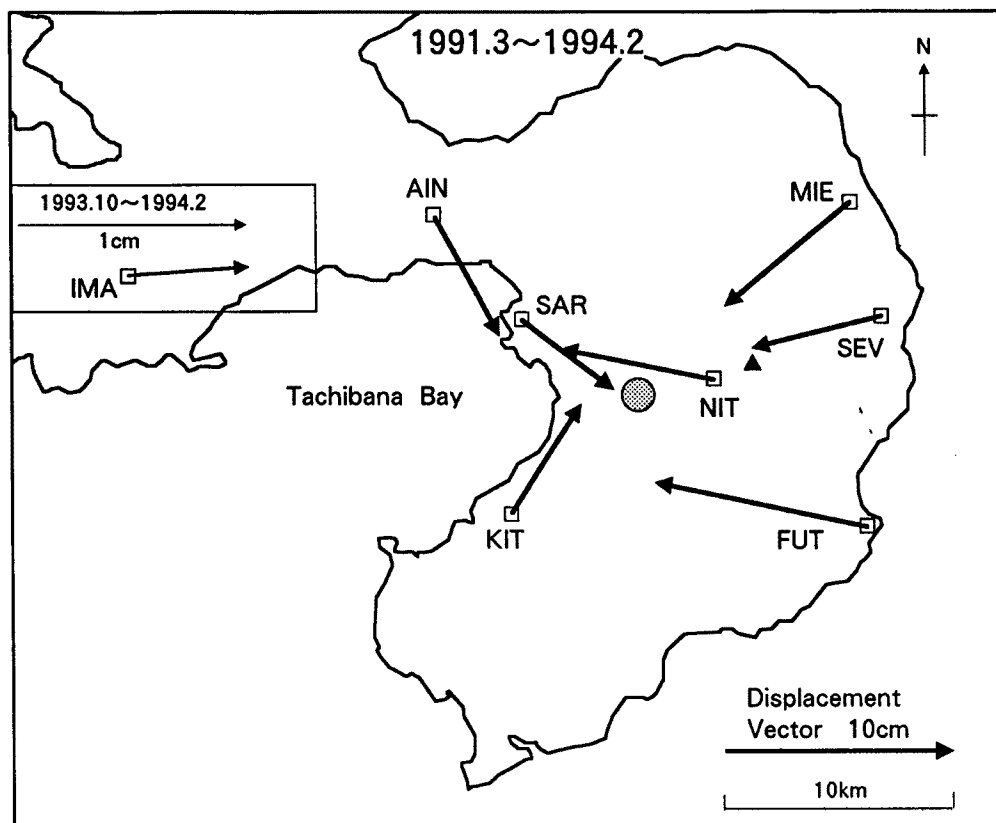 1991.3～1994.2
N
AIN
MIE
1993.10～1994.2
1cm
IMA
SAR
SEV
Tachibana Bay
NIT
KIT
FUT
Displacement
Vector 10cm
10km